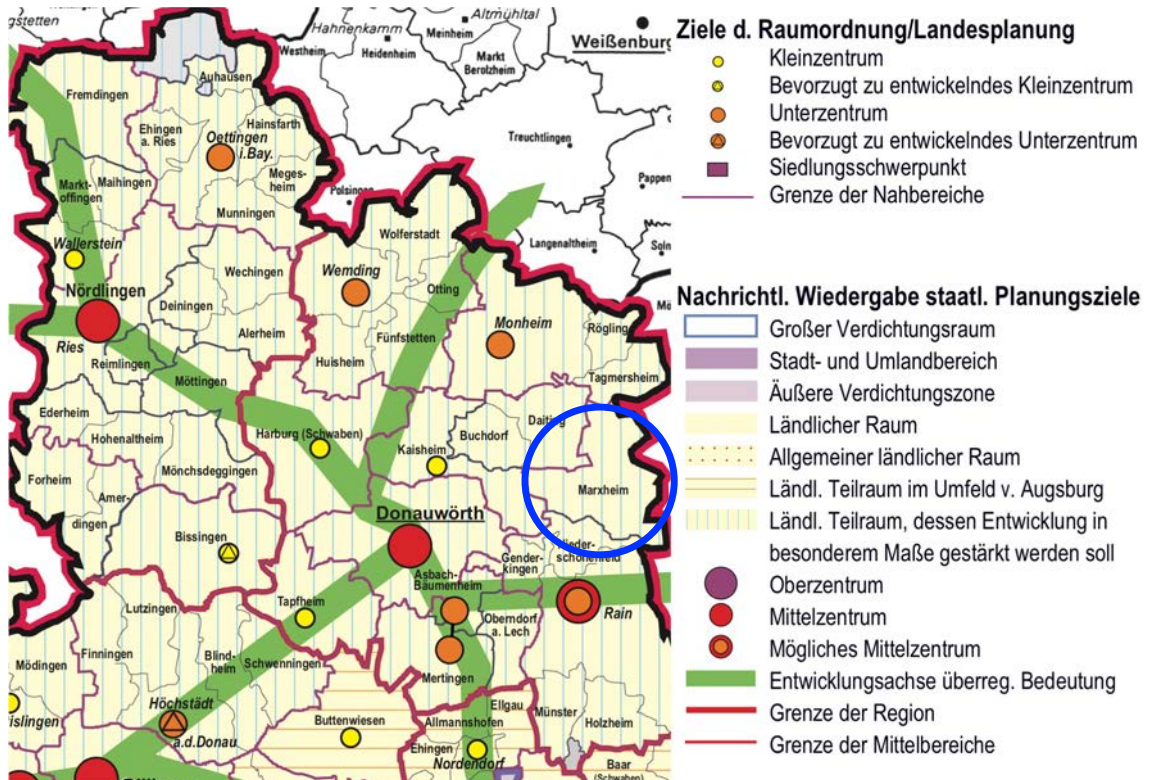 gstetten
Hahnenkamm
Altmühltal
Westheim
Heidenheim
Meinheim
Markt
Berolzheim
Weißenburg
Auhausen
Fremdingen
Ehingen
a. Ries
Hainsfarth
Oettingen
i.Bay.
Treuchtlingen
Markt-
offingen
Maihingen
Meges-
heim
Polsingen
Pappen
Munningen
Wolferstadt
Langenaltheim
Soln
Wallerstein
Wemding
Wechingen
Otting
Nördlingen
Deiningen
Monheim
Mö
Rögling
Ries
Alerheim
Fünfstetten
Reimlingen
Huisheim
Möttingen
Tagmersheim
Ederheim
Daiting
Hohenaltheim
Harburg (Schwaben)
Buchdorf
Kaisheim
Mönchsdeggingen
Forheim
Marxheim
Amer-
dingen
Donauwörth
Bissingen
Nieder-
schönenfeld
Gender-
kingen
Asbach-
Bäumenheim
Lutzingen
Tapfheim
Oberndorf
a. Lech
Rain
Finningen
Blind-
heim
Schwenningen
Mödingen
Mertingen
Höchstädt
a.d.Donau
Ellgau
Münster
islingen
Buttenwiesen
Allmannshofen
Holzheim
Ehingen
Nordendorf
Baar
(Schwaben)
Ziele d. Raumordnung/Landesplanung
Kleinzentrum
Bevorzugt zu entwickelndes Kleinzentrum
Unterzentrum
Bevorzugt zu entwickelndes Unterzentrum
Siedlungsschwerpunkt
Grenze der Nahbereiche
Nachrichtl. Wiedergabe staatl. Planungsziele
Großer Verdichtungsraum
Stadt- und Umlandbereich
Äußere Verdichtungszone
Ländlicher Raum
Allgemeiner ländlicher Raum
Ländl. Teilraum im Umfeld v. Augsburg
Ländl. Teilraum, dessen Entwicklung in
besonderem Maße gestärkt werden soll
Oberzentrum
Mittelzentrum
Mögliches Mittelzentrum
Entwicklungsachse überreg. Bedeutung
Grenze der Region
Grenze der Mittelbereiche